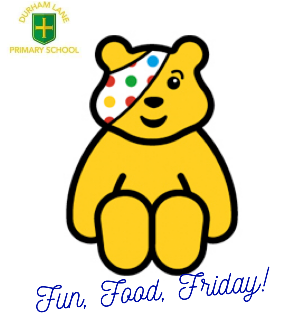 DURHAM LANE
PRIMARY SCHOOL
Fun, Food, Friday!